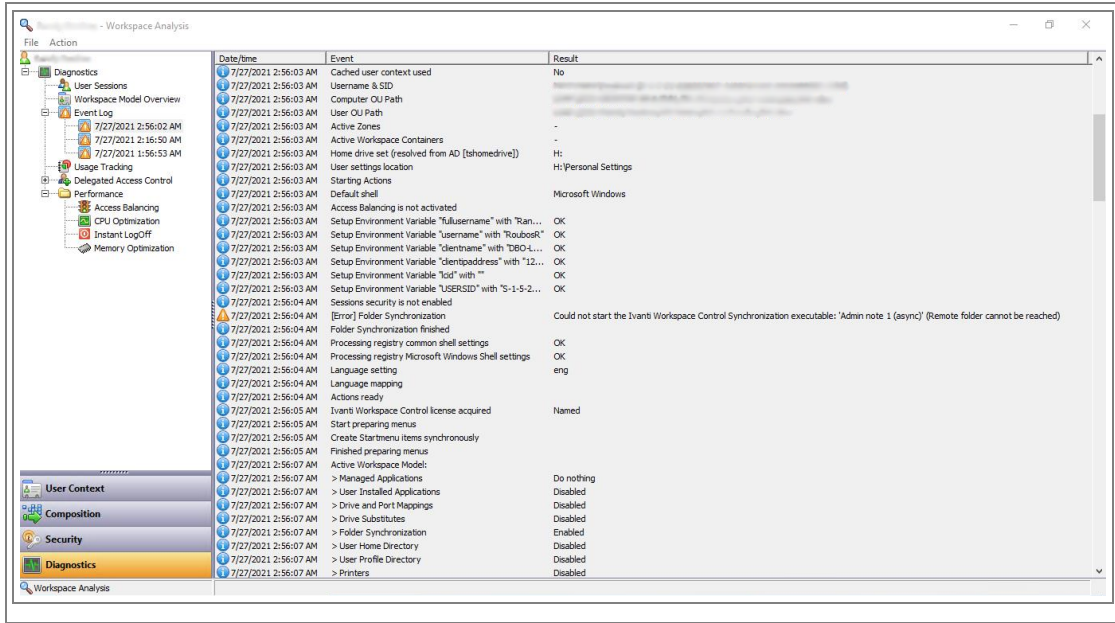 - Workspace Analysis
File Action
Diagnostics
User Sessions
Workspace Model Overview
Event Log
7/27/2021 2:56:02 AM
7/27/2021 2:16:50 AM
7/27/2021 1:56:53 AM
Usage Tracking
Delegated Access Control
Performance
Access Balancing
CPU Optimization
Instant LogOff
Memory Optimization
User Context
Composition
Security
Diagnostics
Date/time Event Result
7/27/2021 2:56:03 AM Cached user context used No
7/27/2021 2:56:03 AM Username & SID
7/27/2021 2:56:03 AM Computer OU Path
7/27/2021 2:56:03 AM User OU Path
7/27/2021 2:56:03 AM Active Zones -
7/27/2021 2:56:03 AM Active Workspace Containers -
7/27/2021 2:56:03 AM Home drive set (resolved from AD [tshomedrive]) H:
7/27/2021 2:56:03 AM User settings location H:\Personal Settings
7/27/2021 2:56:03 AM Starting Actions
7/27/2021 2:56:03 AM Default shell Microsoft Windows
7/27/2021 2:56:03 AM Access Balancing is not activated
7/27/2021 2:56:03 AM Setup Environment Variable "fullusername" with "Ran... OK
7/27/2021 2:56:03 AM Setup Environment Variable "username" with "RoubosR" OK
7/27/2021 2:56:03 AM Setup Environment Variable "clientname" with "DBO-L... OK
7/27/2021 2:56:03 AM Setup Environment Variable "clientipaddress" with "12... OK
7/27/2021 2:56:03 AM Setup Environment Variable "lcid" with "" OK
7/27/2021 2:56:03 AM Setup Environment Variable "USERSID" with "S-1-5-2... OK
7/27/2021 2:56:04 AM Sessions security is not enabled
7/27/2021 2:56:04 AM [Error] Folder Synchronization Could not start the Ivanti Workspace Control Synchronization executable: 'Admin note 1 (async)' (Remote folder cannot be reached)
7/27/2021 2:56:04 AM Folder Synchronization finished
7/27/2021 2:56:04 AM Processing registry common shell settings OK
7/27/2021 2:56:04 AM Processing registry Microsoft Windows Shell settings OK
7/27/2021 2:56:04 AM Language setting eng
7/27/2021 2:56:04 AM Language mapping
7/27/2021 2:56:04 AM Actions ready
7/27/2021 2:56:05 AM Ivanti Workspace Control license acquired Named
7/27/2021 2:56:05 AM Start preparing menus
7/27/2021 2:56:05 AM Create Startmenu items synchronously
7/27/2021 2:56:05 AM Finished preparing menus
7/27/2021 2:56:07 AM Active Workspace Model:
7/27/2021 2:56:07 AM > Managed Applications Do nothing
7/27/2021 2:56:07 AM > User Installed Applications Disabled
7/27/2021 2:56:07 AM > Drive and Port Mappings Disabled
7/27/2021 2:56:07 AM > Drive Substitutes Disabled
7/27/2021 2:56:07 AM > Folder Synchronization Enabled
7/27/2021 2:56:07 AM > User Home Directory Disabled
7/27/2021 2:56:07 AM > User Profile Directory Disabled
7/27/2021 2:56:07 AM > Printers Disabled
Workspace Analysis